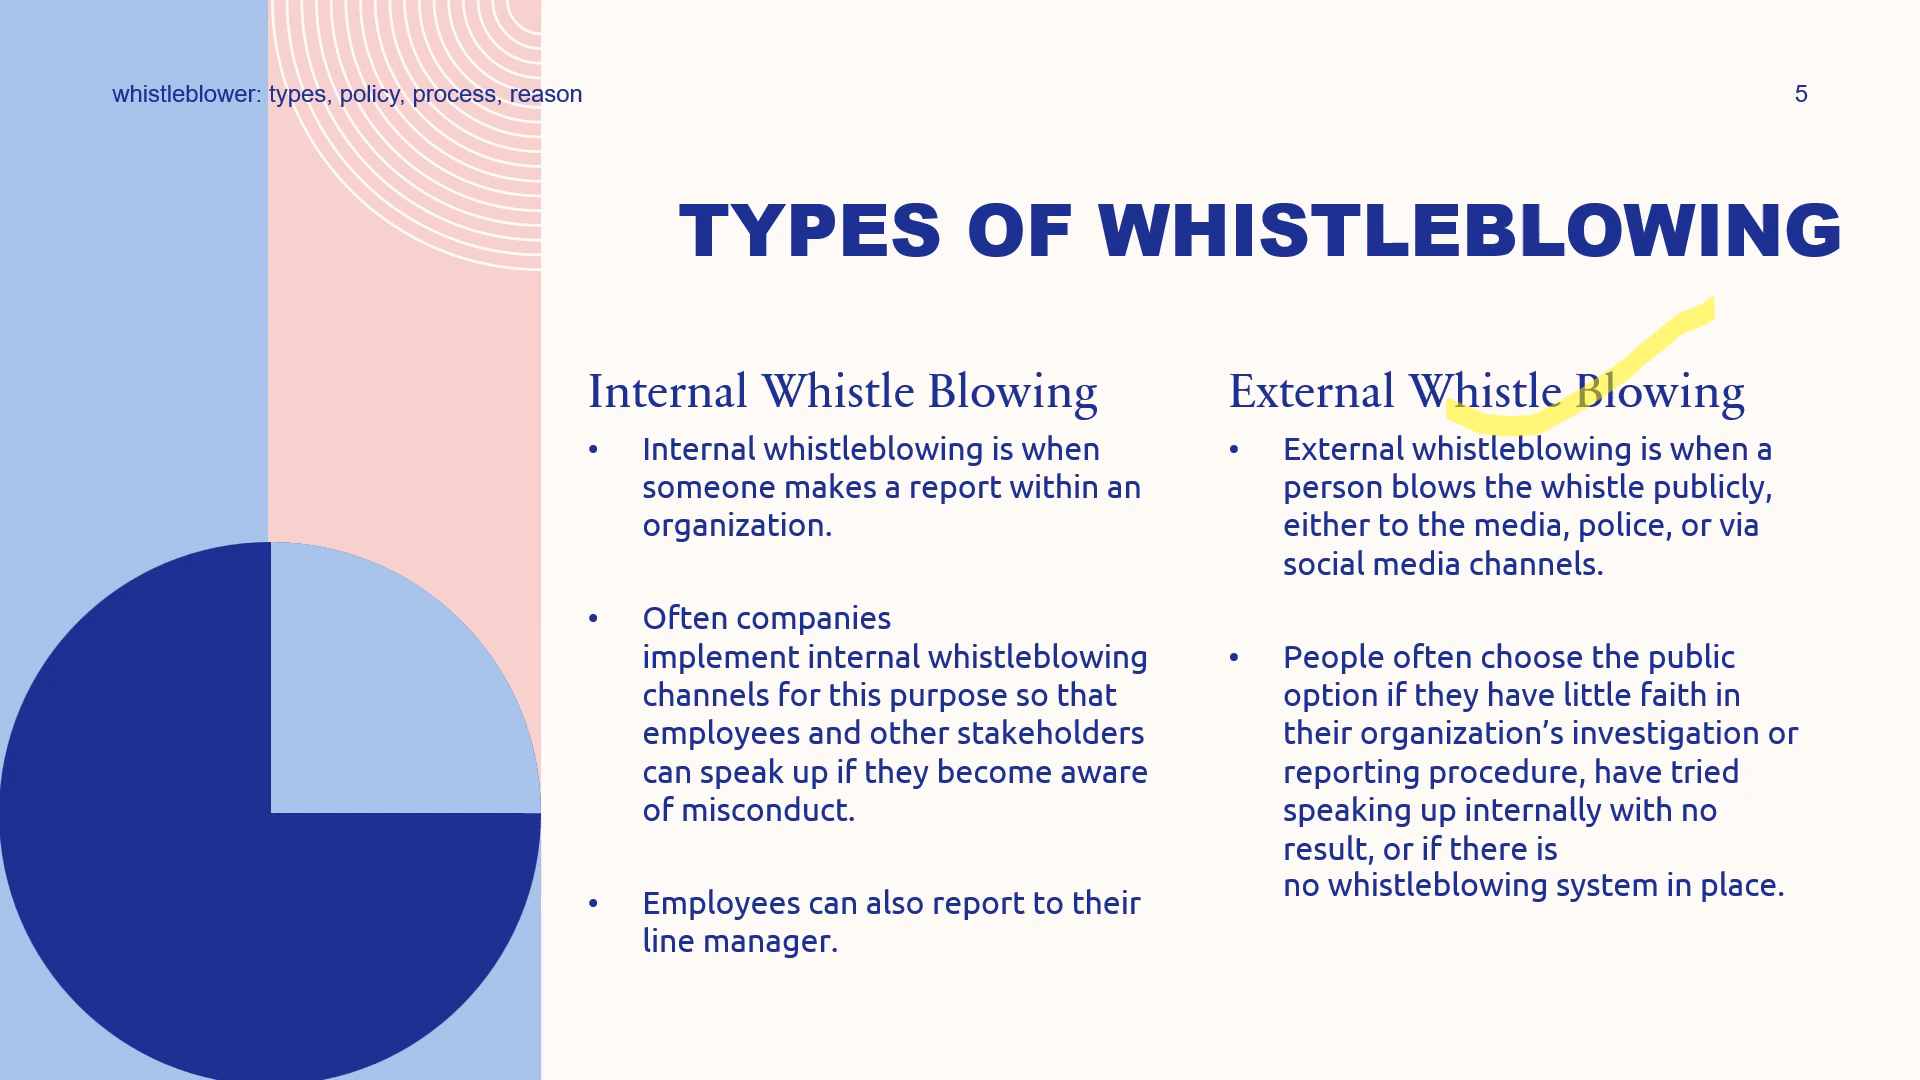 whistleblower: types, policy, process, reason
5
TYPES OF WHISTLEBLOWING
Internal Whistle Blowing
• Internal whistleblowing is when
someone makes a report within an
organization.
• Often companies
implement internal whistleblowing
channels for this purpose so that
employees and other stakeholders
can speak up if they become aware
of misconduct.
• Employees can also report to their
line manager.
External Whistle Blowing
• External whistleblowing is when a
person blows the whistle publicly,
either to the media, police, or via
social media channels.
• People often choose the public
option if they have little faith in
their organization’s investigation or
reporting procedure, have tried
speaking up internally with no
result, or if there is
no whistleblowing system in place.